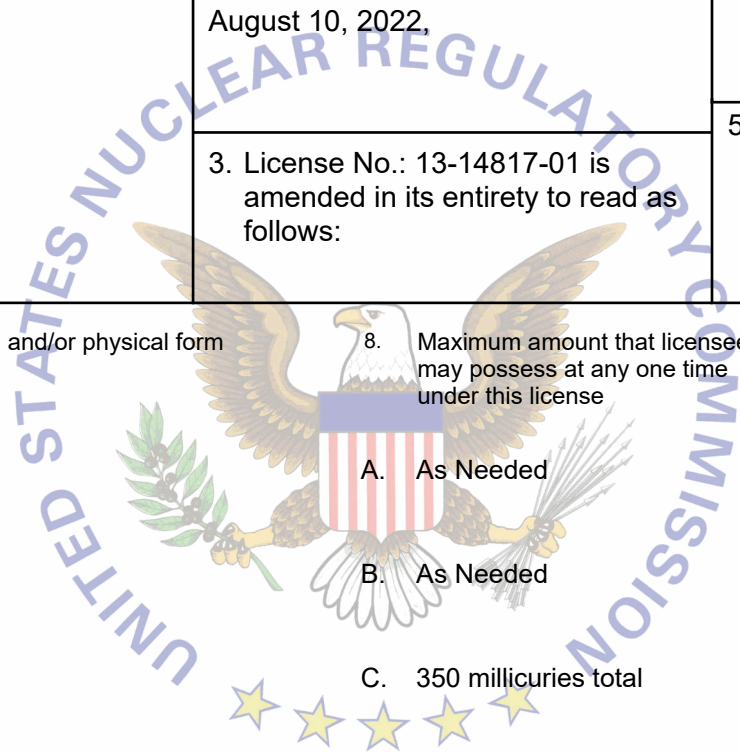 August 10, 2022,
5
3. License No.: 13-14817-01 is
amended in its entirety to read as
follows:
and/or physical form
8. Maximum amount that licensee
may possess at any one time
under this license
A. As Needed
B. As Needed
C. 350 millicuries total
UNITED STATES NUCLEAR REGULATORY COMMISSION